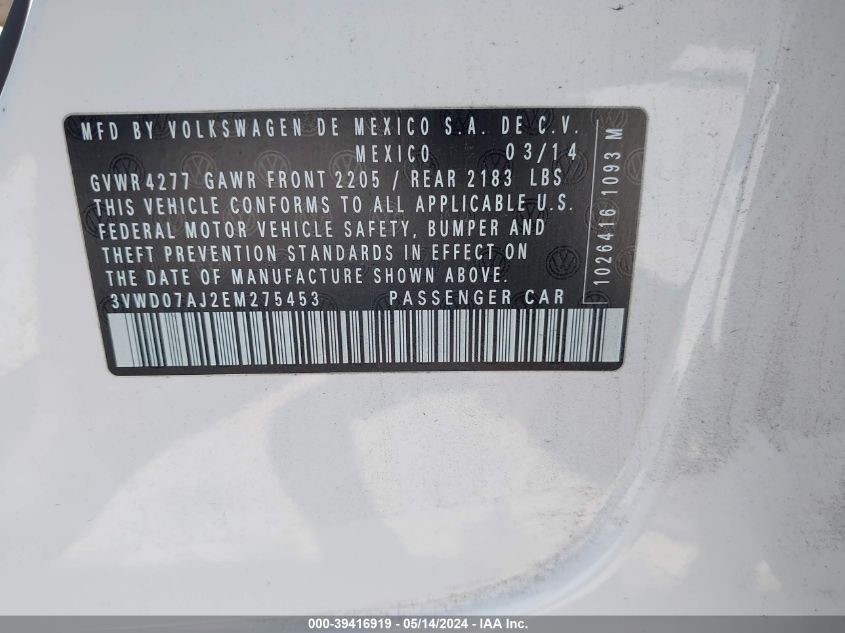 MFD BY VOLKSWAGEN DE MEXICO S.A. DE C.V.
MEXICO 03/14
GVWR4277 GAWR FRONT 2205 / REAR 2183 LBS
THIS VEHICLE CONFORMS TO ALL APPLICABLE U.S.
FEDERAL MOTOR VEHICLE SAFETY, BUMPER AND
THEFT PREVENTION STANDARDS IN EFFECT ON
THE DATE OF MANUFACTURE SHOWN ABOVE.
3VWD07AJ2EM275453 PASSENGER CAR
1026416 1093 M
000-39416919 - 05/14/2024 - IAA Inc.